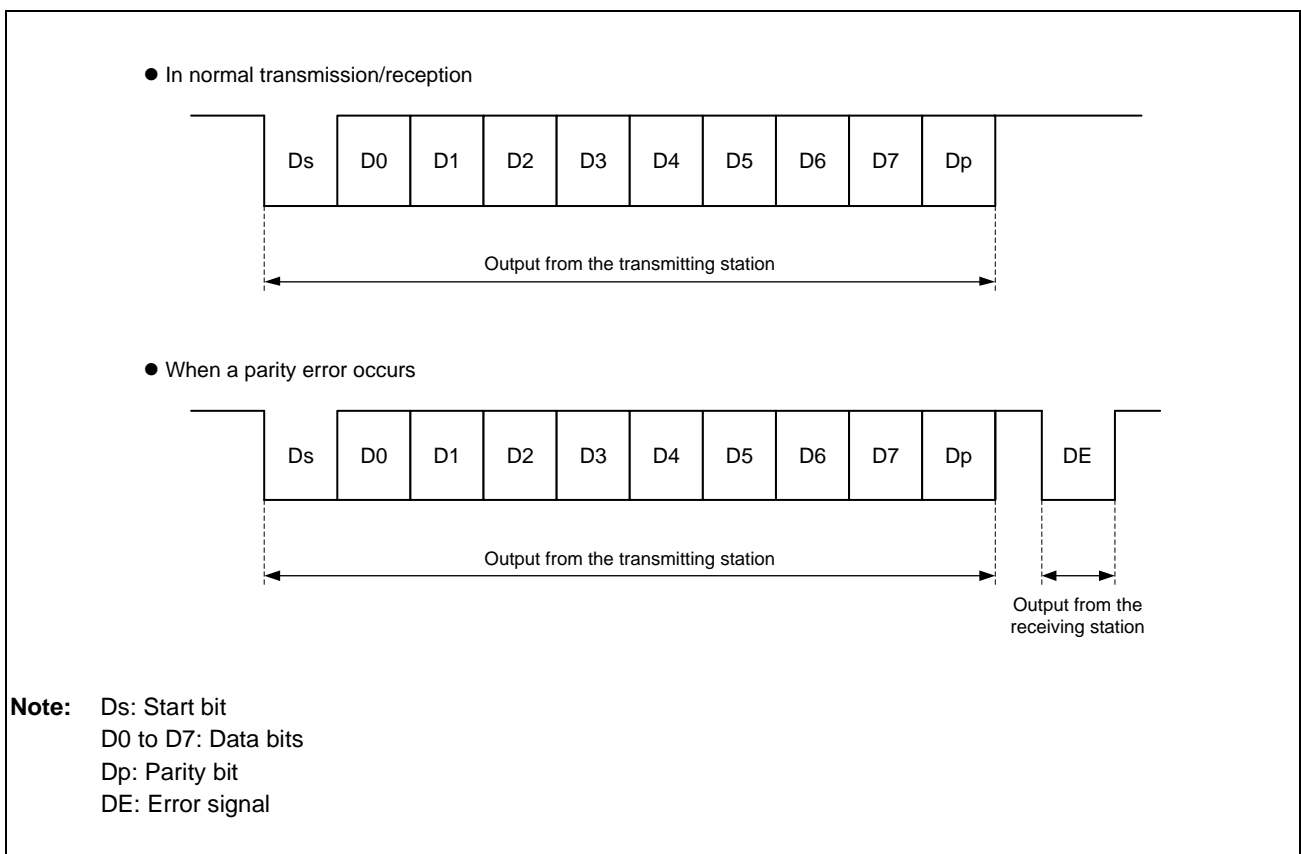 ● In normal transmission/reception
Ds D0 D1 D2 D3 D4 D5 D6 D7 Dp
Output from the transmitting station
● When a parity error occurs
Ds D0 D1 D2 D3 D4 D5 D6 D7 Dp DE
Output from the transmitting station
Output from the
receiving station
Note: Ds: Start bit
D0 to D7: Data bits
Dp: Parity bit
DE: Error signal